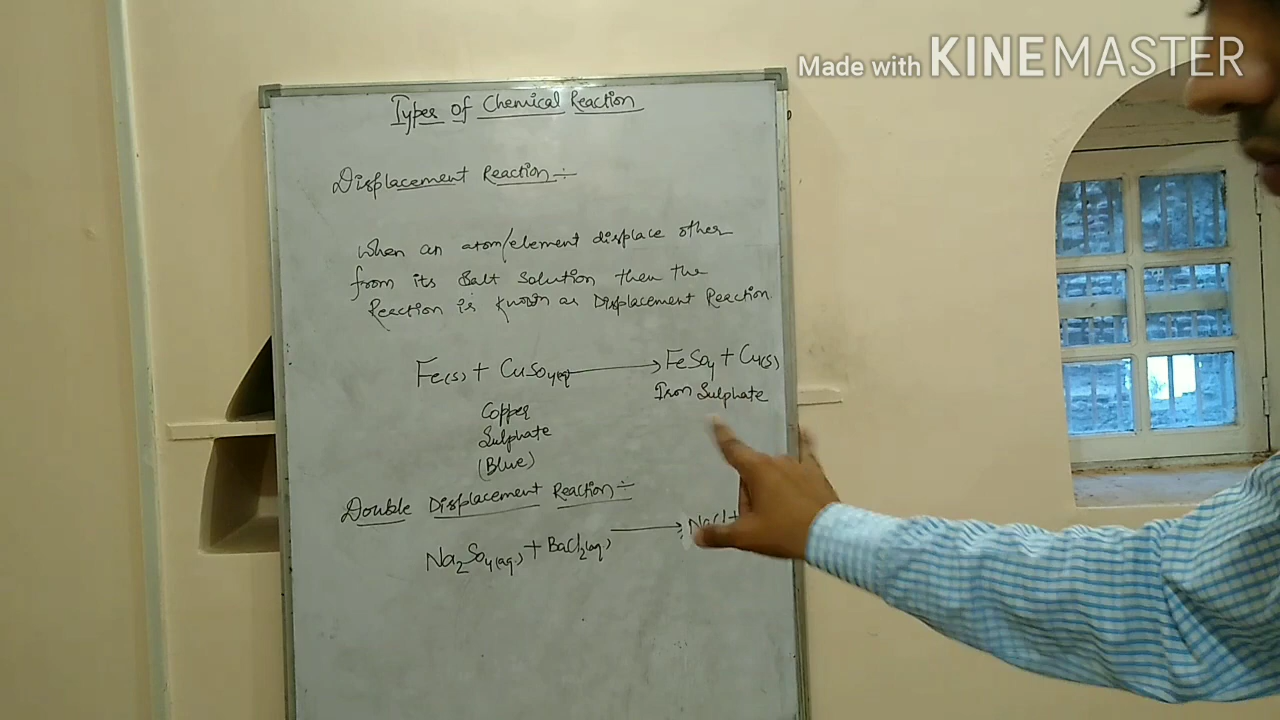 Made with KINEMASTER
Types of Chemical Reaction
Displacement Reaction :-
When an atom/element displace other
from its Salt Solution then the
Reaction is known as Displacement Reaction.
Fe(s) + CuSO4(aq) → FeSO4 + Cu(s)
Copper
Sulphate
(Blue)
Iron Sulphate
Double Displacement Reaction :-
Na2SO4(aq.) + BaCl2(aq.) → NaCl +